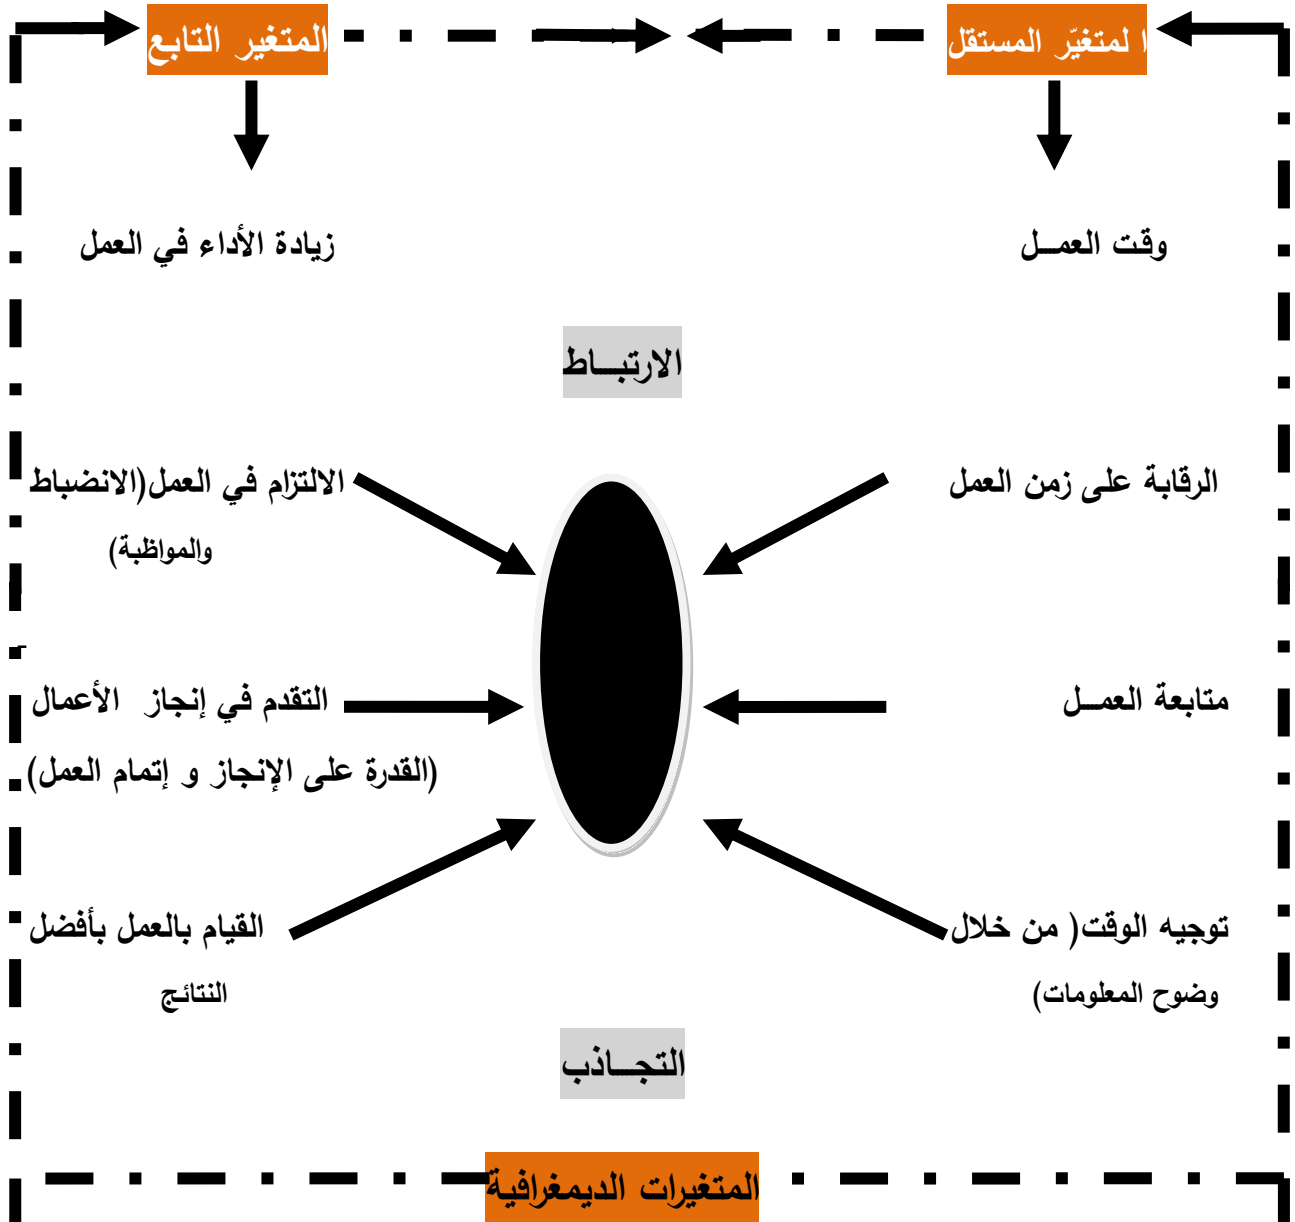 ا لمتغيّر المستقل
المتغير التابع
وقت العمــل
زيادة الأداء في العمل
الارتبــاط
الرقابة على زمن العمل
الالتزام في العمل(الانضباط
والمواظبة)
متابعة العمــل
التقدم في إنجاز الأعمال
(القدرة على الإنجاز و إتمام العمل)
توجيه الوقت( من خلال
وضوح المعلومات)
القيام بالعمل بأفضل
النتائج
التجــاذب
المتغيرات الديمغرافية